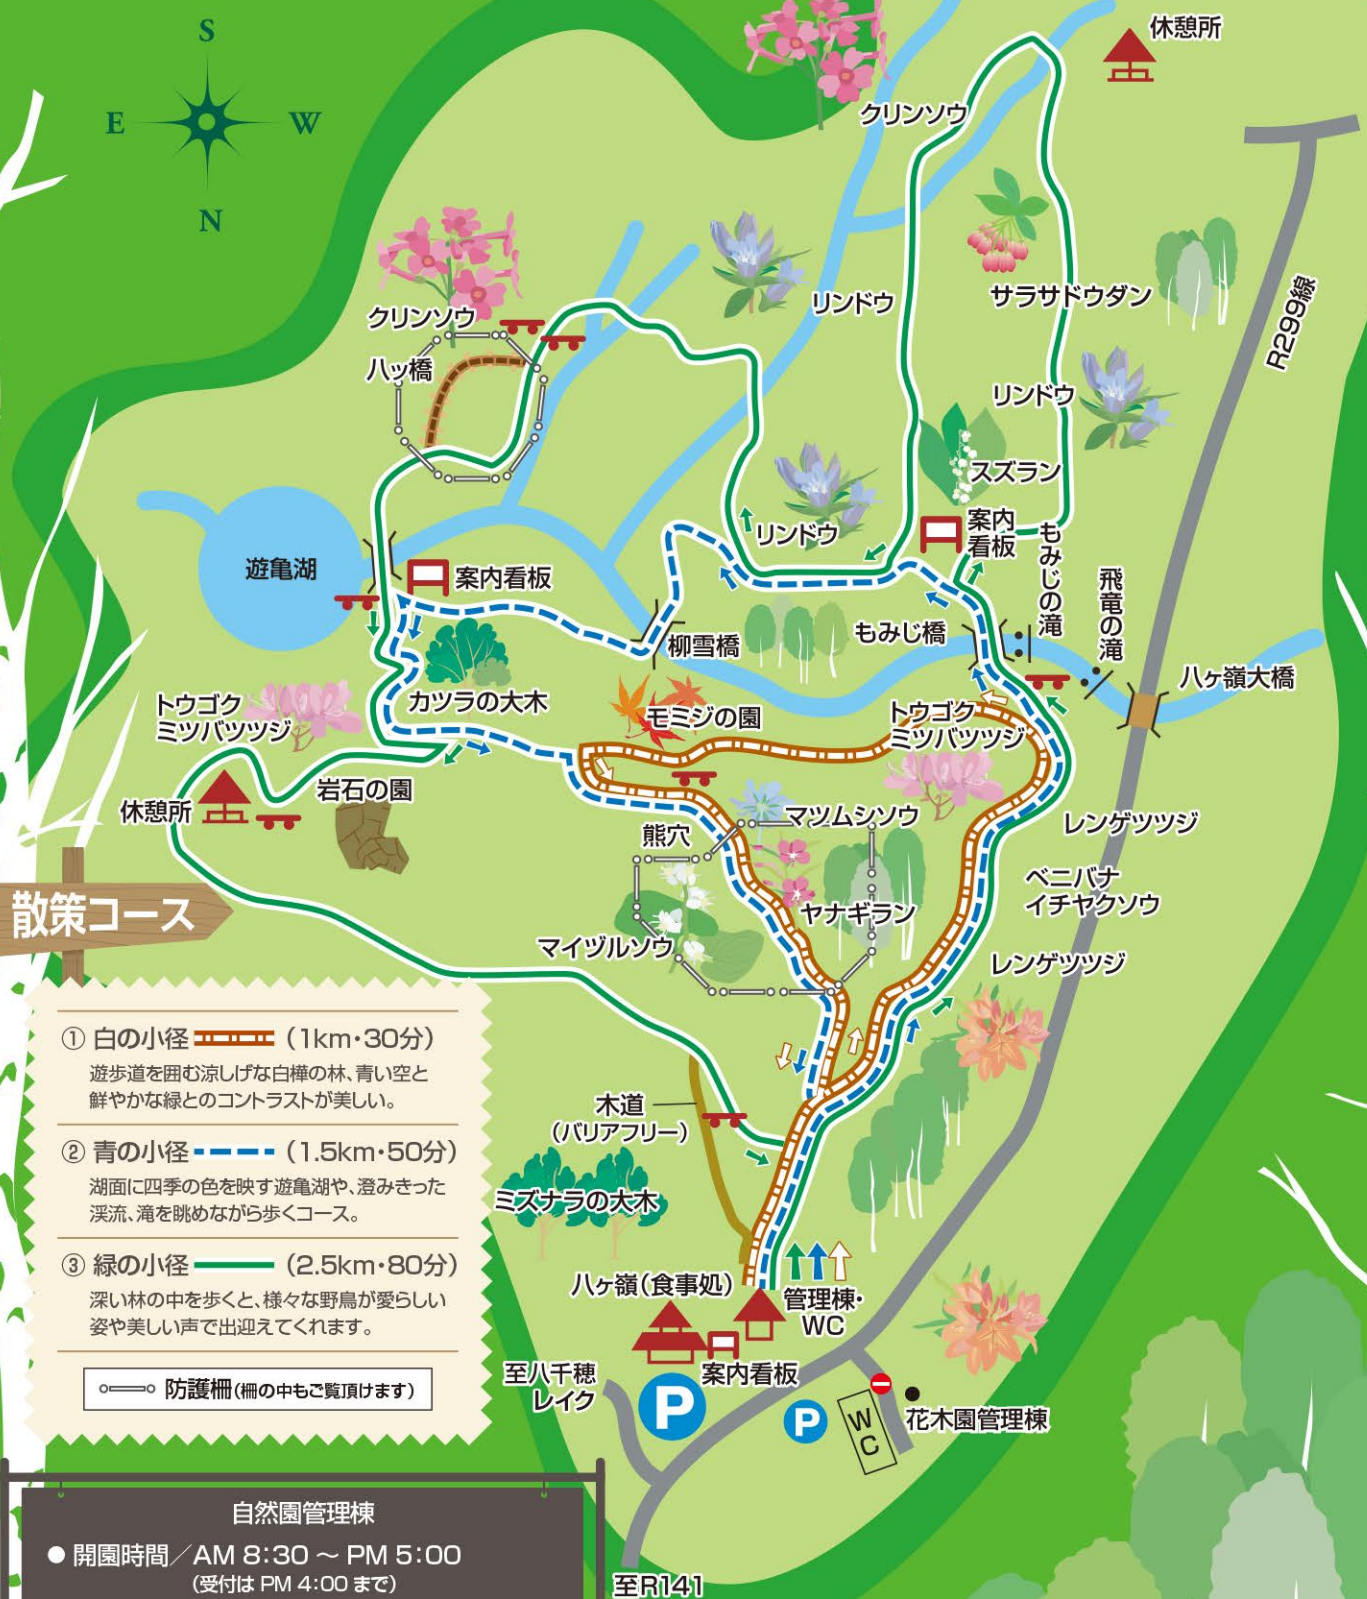 S
E
W
N
休憩所
クリンソウ
R299線
クリンソウ
八ッ橋
リンドウ
サラサドウダン
リンドウ
スズラン
リンドウ
案内
看板
もみじの滝
飛竜の滝
遊亀湖
案内看板
柳雪橋
もみじ橋
八ヶ嶺大橋
カツラの大木
トウゴク
ミツバツツジ
モミジの園
トウゴク
ミツバツツジ
岩石の園
休憩所
熊穴
マツムシソウ
レンゲツツジ
ベニバナ
イチヤクソウ
ヤナギラン
マイヅルソウ
レンゲツツジ
散策コース
① 白の小径 (1km・30分)
遊歩道を囲む涼しげな白樺の林、青い空と
鮮やかな緑とのコントラストが美しい。
② 青の小径 (1.5km・50分)
湖面に四季の色を映す遊亀湖や、澄みきった
渓流、滝を眺めながら歩くコース。
③ 緑の小径 (2.5km・80分)
深い林の中を歩くと、様々な野鳥が愛らしい
姿や美しい声で出迎えてくれます。
防護柵(柵の中もご覧頂けます)
木道
(バリアフリー)
ミズナラの大木
八ヶ嶺(食事処)
管理棟・
WC
案内看板
至八千穂
レイク
P
P
WC
花木園管理棟
至R141
自然園管理棟
● 開園時間/AM 8:30 ～ PM 5:00
(受付は PM 4:00 まで)